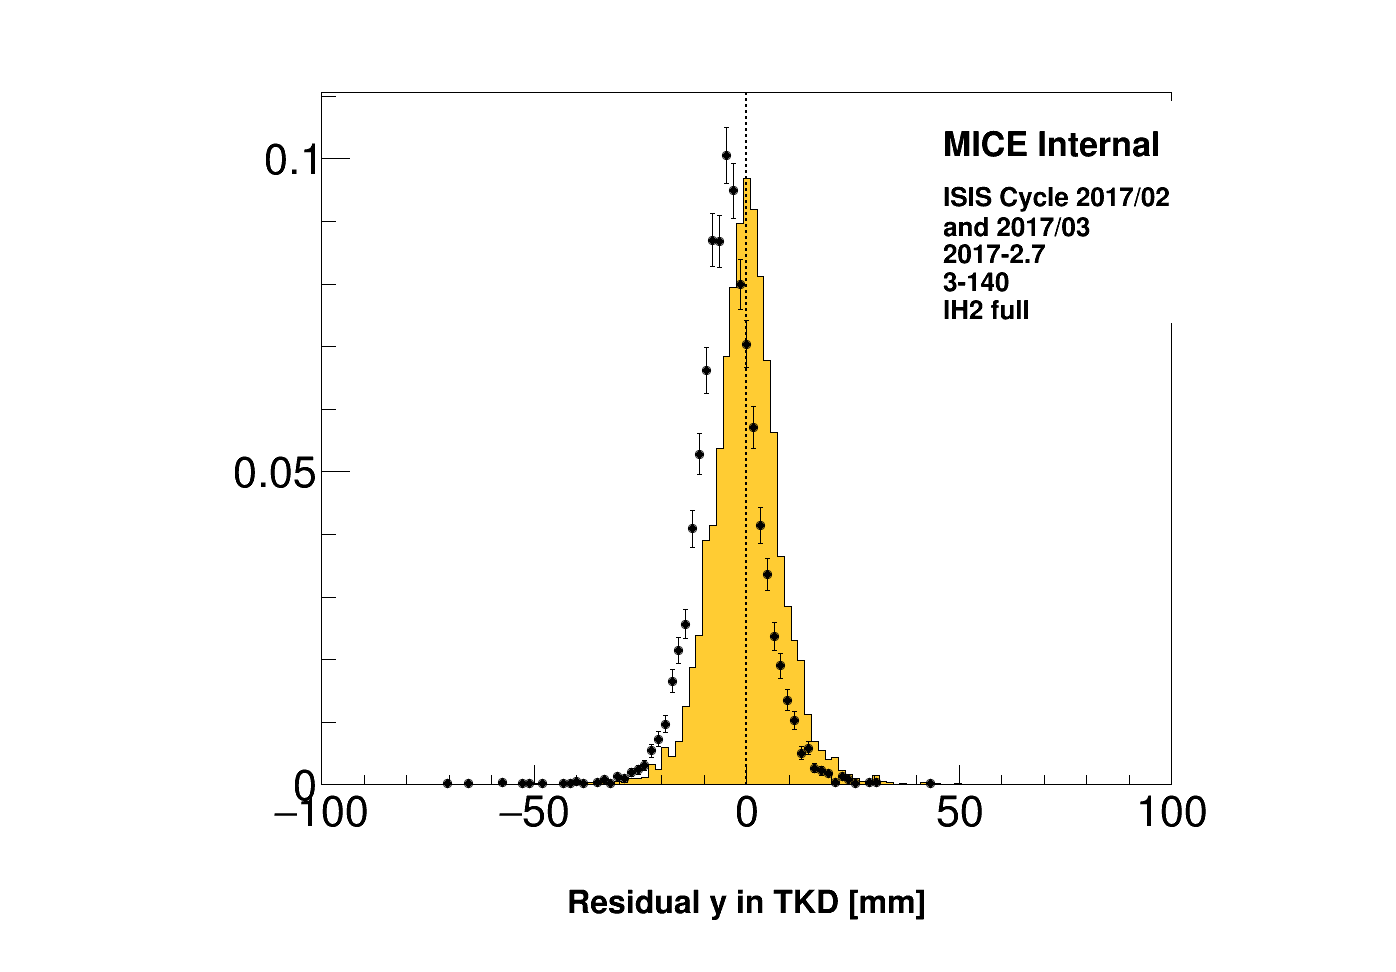 MICE Internal
ISIS Cycle 2017/02
and 2017/03
2017-2.7
3-140
IH2 full
0.1
0.05
0
−100 −50 0 50 100
Residual y in TKD [mm]